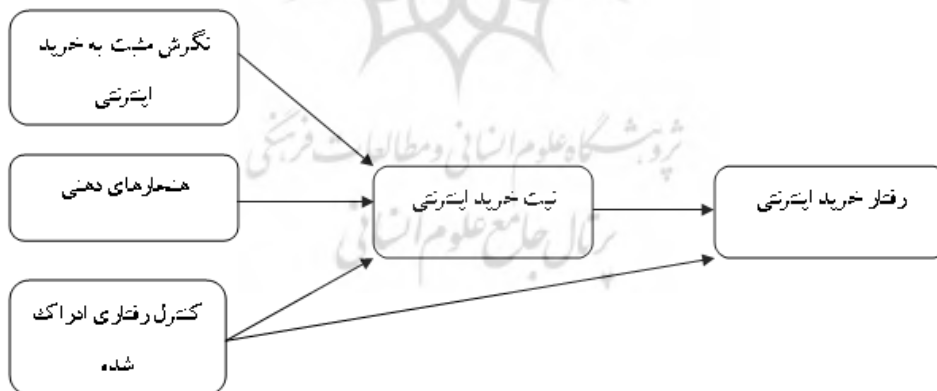 نگرش مثبت به خرید
اینترنتی
هنجارهای ذهنی
نیت خرید اینترنتی
رفتار خرید اینترنتی
کنترل رفتاری ادراک
شده
پژوهشگاه علوم انسانی و مطالعات فرهنگی
پرتال جامع علوم انسانی